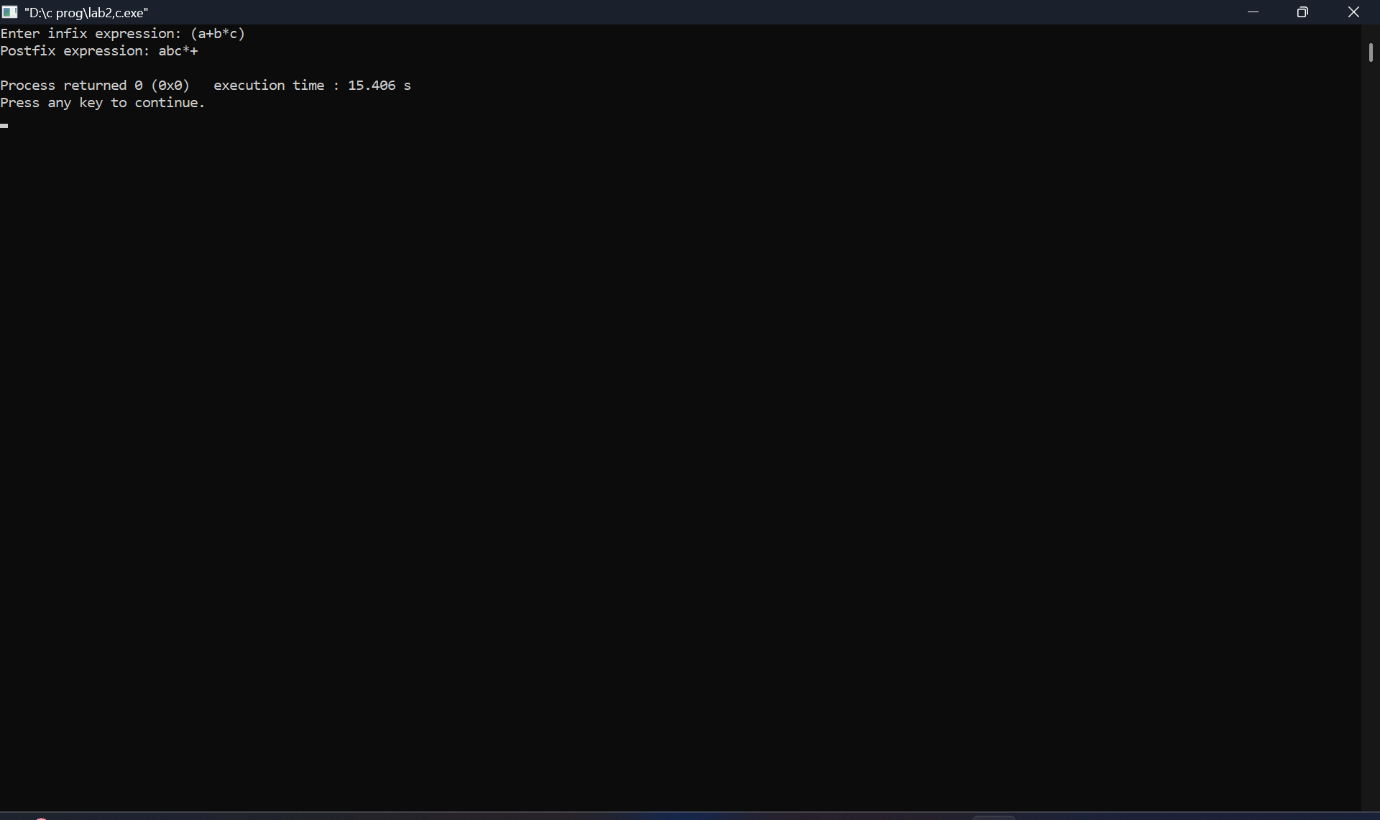 "D:\c prog\lab2,c.exe"
Enter infix expression: (a+b*c)
Postfix expression: abc*+
Process returned 0 (0x0)   execution time : 15.406 s
Press any key to continue.